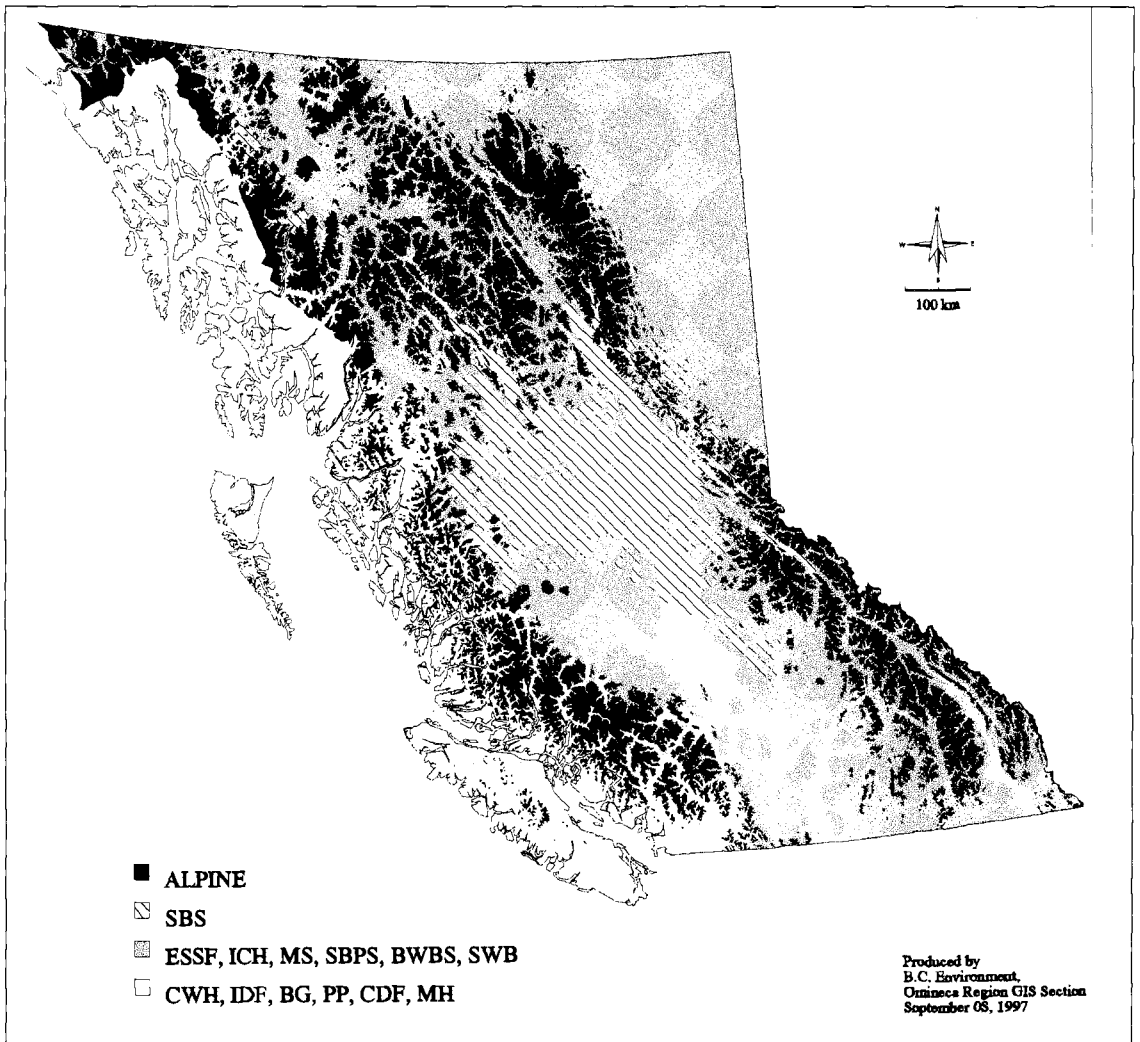 N
W E
S
100 km
ALPINE
SBS
ESSF, ICH, MS, SBPS, BWBS, SWB
CWH, IDF, BG, PP, CDF, MH
Produced by
B.C. Environment,
Omineca Region GIS Section
September 08, 1997